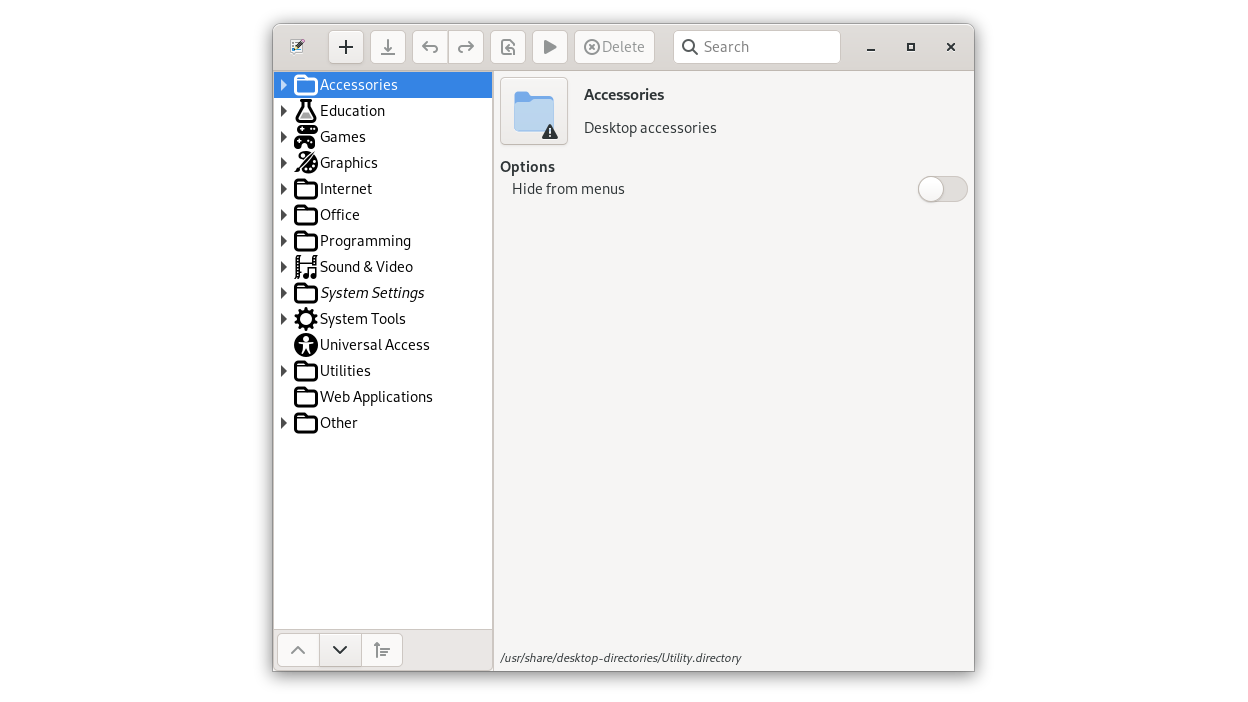 Delete
Search
Accessories
Education
Games
Graphics
Internet
Office
Programming
Sound & Video
System Settings
System Tools
Universal Access
Utilities
Web Applications
Other
Accessories
Desktop accessories
Options
Hide from menus
/usr/share/desktop-directories/Utility.directory